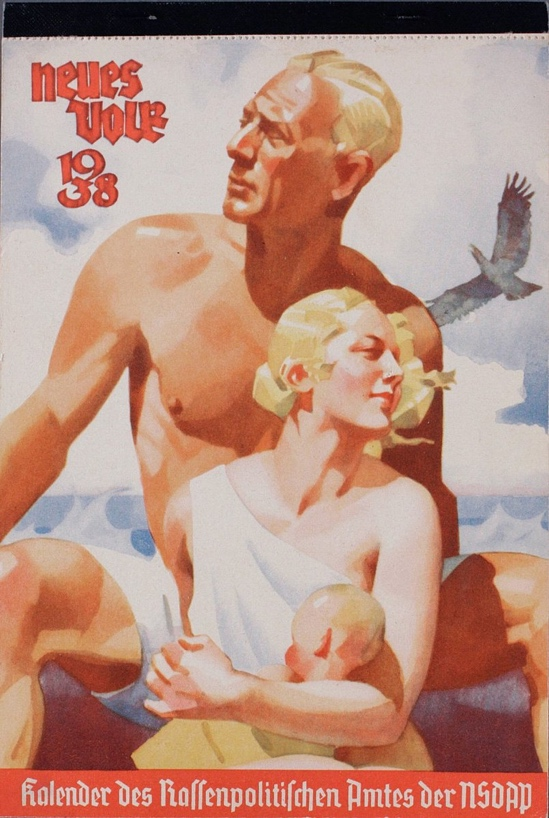 neues
Volk
19
38
Kalender des Rassenpolitischen Amtes der NSDAP